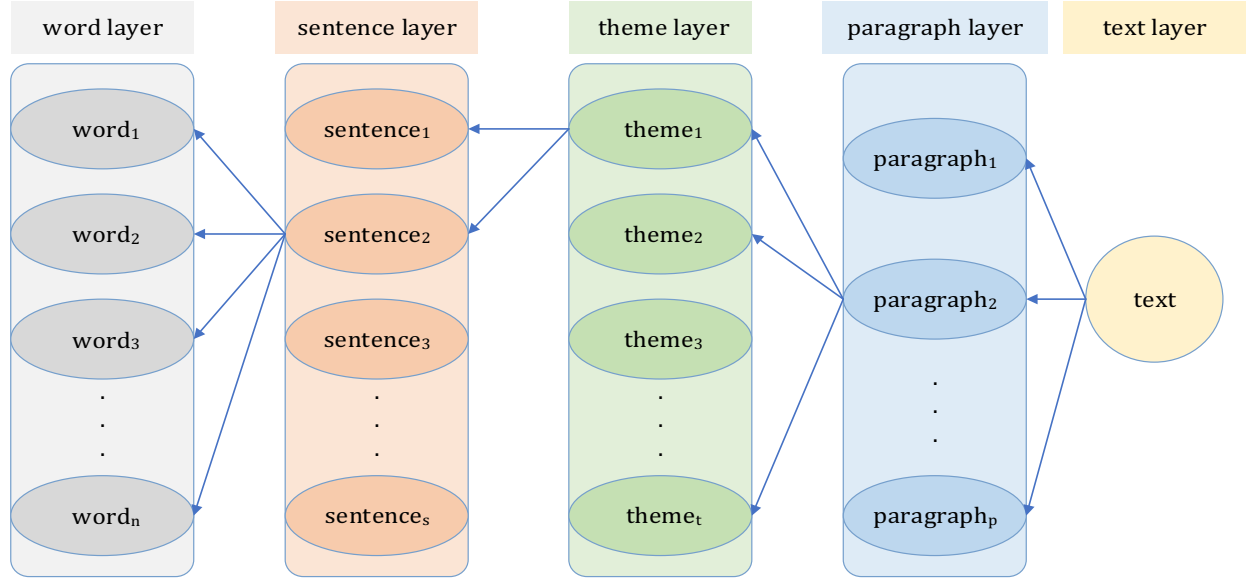 word layer
sentence layer
theme layer
paragraph layer
text layer
word₁
sentence₁
theme₁
paragraph₁
word₂
sentence₂
theme₂
paragraph₂
text
word₃
sentence₃
theme₃
.
.
.
.
.
.
.
.
.
.
.
.
wordₙ
sentenceₛ
themeₜ
paragraphₚ